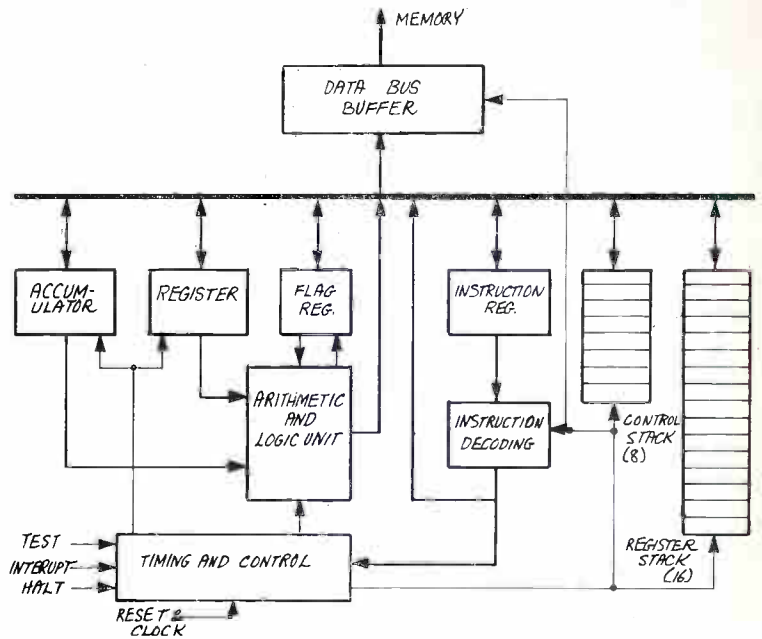 MEMORY
DATA BUS
BUFFER
ACCUM-
ULATOR
REGISTER
FLAG
REG.
INSTRUCTION
REG.
ARITHMETIC
AND
LOGIC UNIT
INSTRUCTION
DECODING
CONTROL
STACK
(8)
TEST
INTERUPT
HALT
TIMING AND CONTROL
REGISTER
STACK
(16)
RESET &
CLOCK